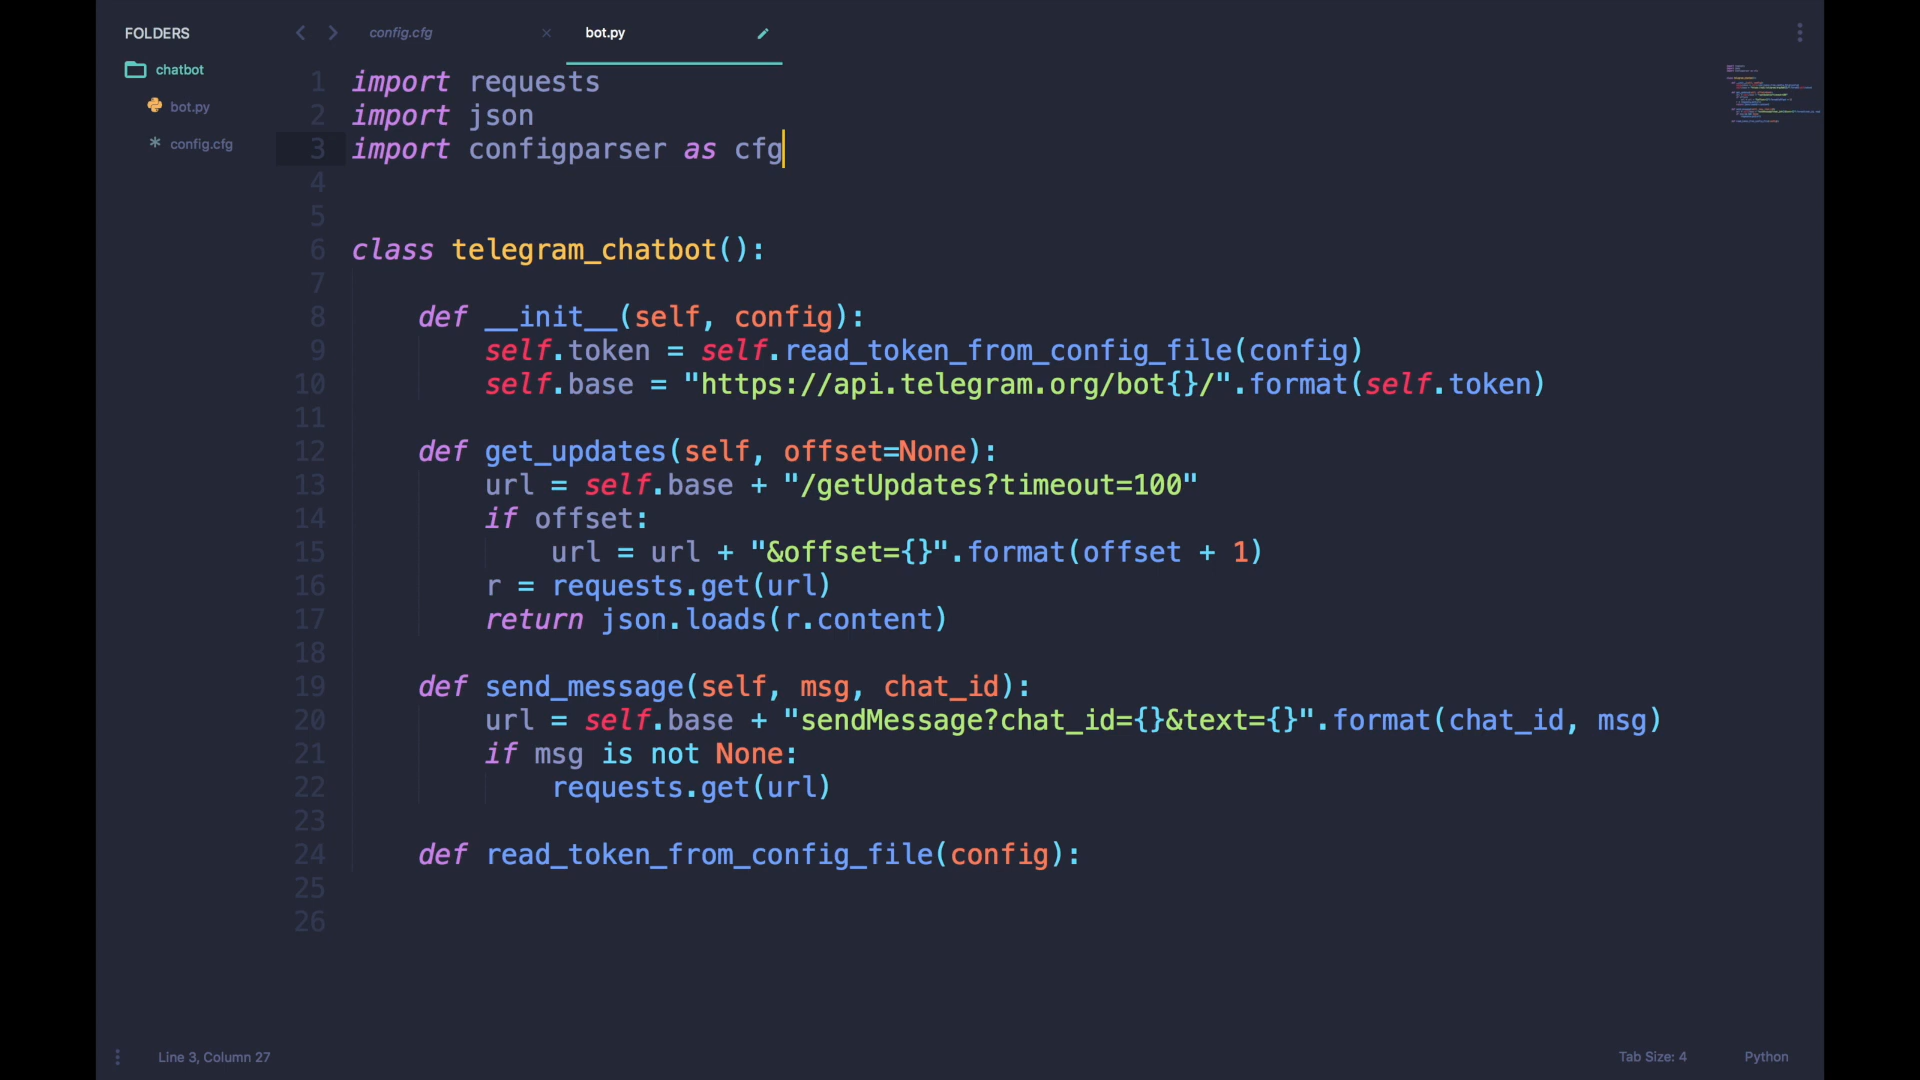 FOLDERS
chatbot
bot.py
* config.cfg
config.cfg ×
bot.py
1 import requests
2 import json
3 import configparser as cfg
4
5
6 class telegram_chatbot():
7
8     def __init__(self, config):
9         self.token = self.read_token_from_config_file(config)
10         self.base = "https://api.telegram.org/bot{}/".format(self.token)
11
12     def get_updates(self, offset=None):
13         url = self.base + "/getUpdates?timeout=100"
14         if offset:
15             url = url + "&offset={}".format(offset + 1)
16         r = requests.get(url)
17         return json.loads(r.content)
18
19     def send_message(self, msg, chat_id):
20         url = self.base + "sendMessage?chat_id={}&text={}".format(chat_id, msg)
21         if msg is not None:
22             requests.get(url)
23
24     def read_token_from_config_file(config):
25
26
Line 3, Column 27
Tab Size: 4
Python